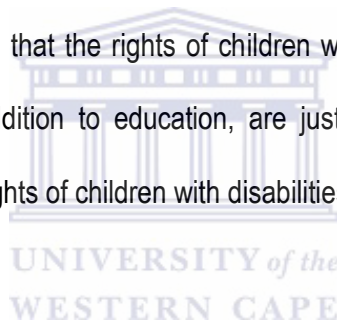 that the rights of children w
dition to education, are just
ghts of children with disabilitie
UNIVERSITY of the
WESTERN CAPE